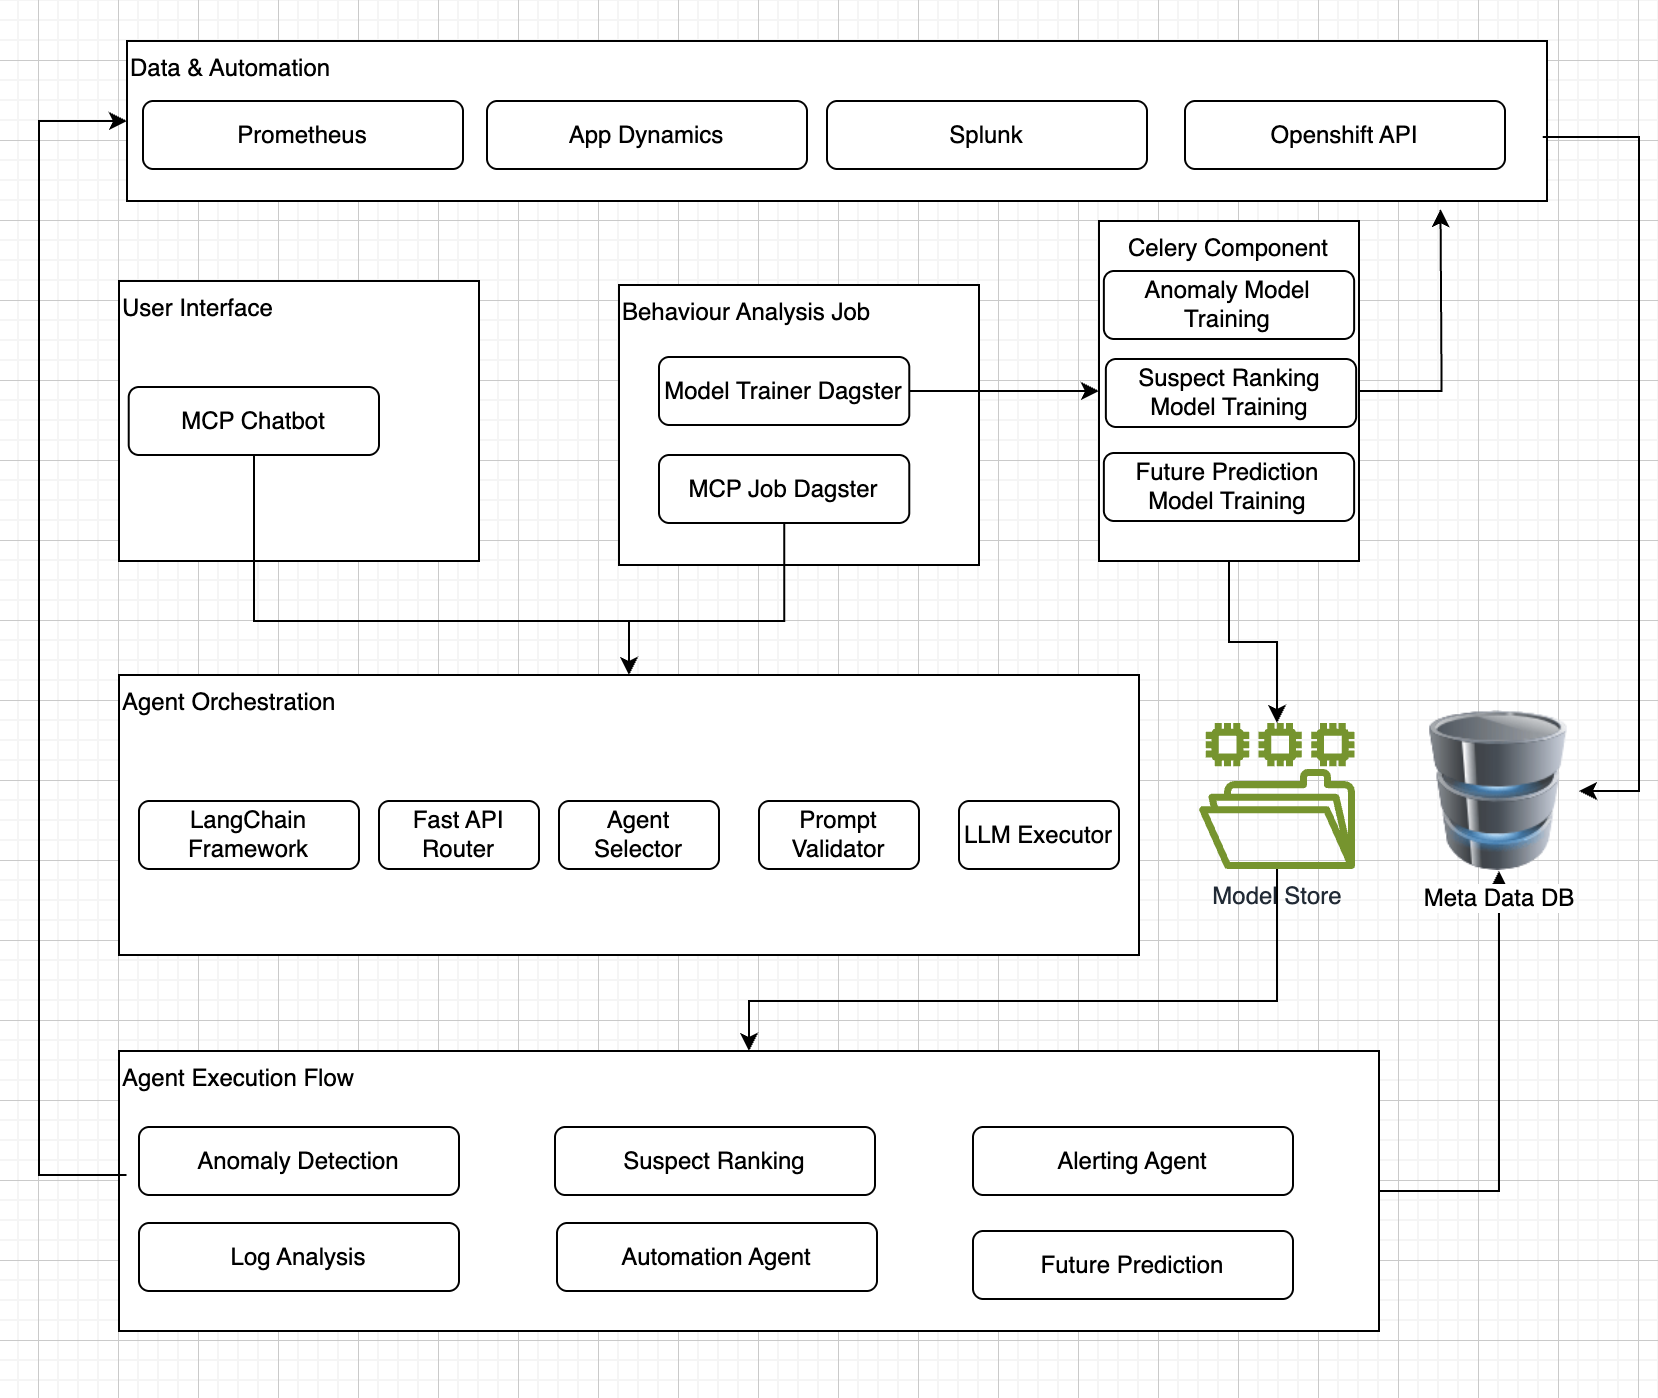 Data & Automation
Prometheus
App Dynamics
Splunk
Openshift API
User Interface
MCP Chatbot
Behaviour Analysis Job
Model Trainer Dagster
MCP Job Dagster
Celery Component
Anomaly Model
Training
Suspect Ranking
Model Training
Future Prediction
Model Training
Agent Orchestration
LangChain
Framework
Fast API
Router
Agent
Selector
Prompt
Validator
LLM Executor
Model Store
Meta Data DB
Agent Execution Flow
Anomaly Detection
Suspect Ranking
Alerting Agent
Log Analysis
Automation Agent
Future Prediction